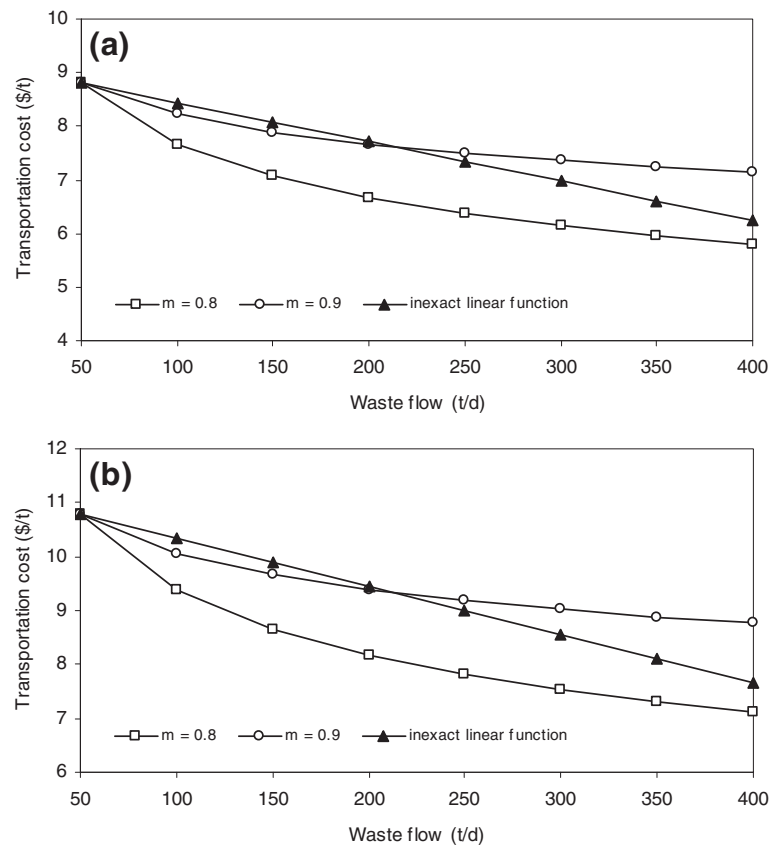 (a)
Transportation cost ($/t)
10
9
8
7
6
5
4
m = 0.8 m = 0.9 inexact linear function
50 100 150 200 250 300 350 400
Waste flow (t/d)
(b)
Transportation cost ($/t)
12
11
10
9
8
7
6
m = 0.8 m = 0.9 inexact linear function
50 100 150 200 250 300 350 400
Waste flow (t/d)